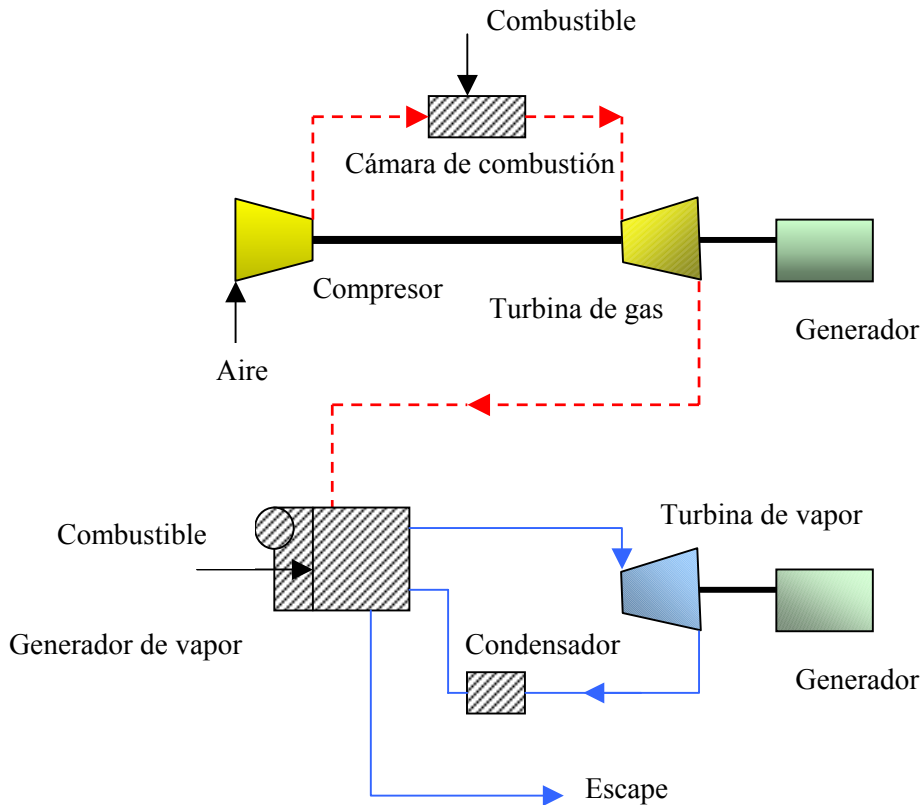 Combustible
Cámara de combustión
Compresor
Turbina de gas
Generador
Aire
Turbina de vapor
Combustible
Generador de vapor
Condensador
Generador
Escape